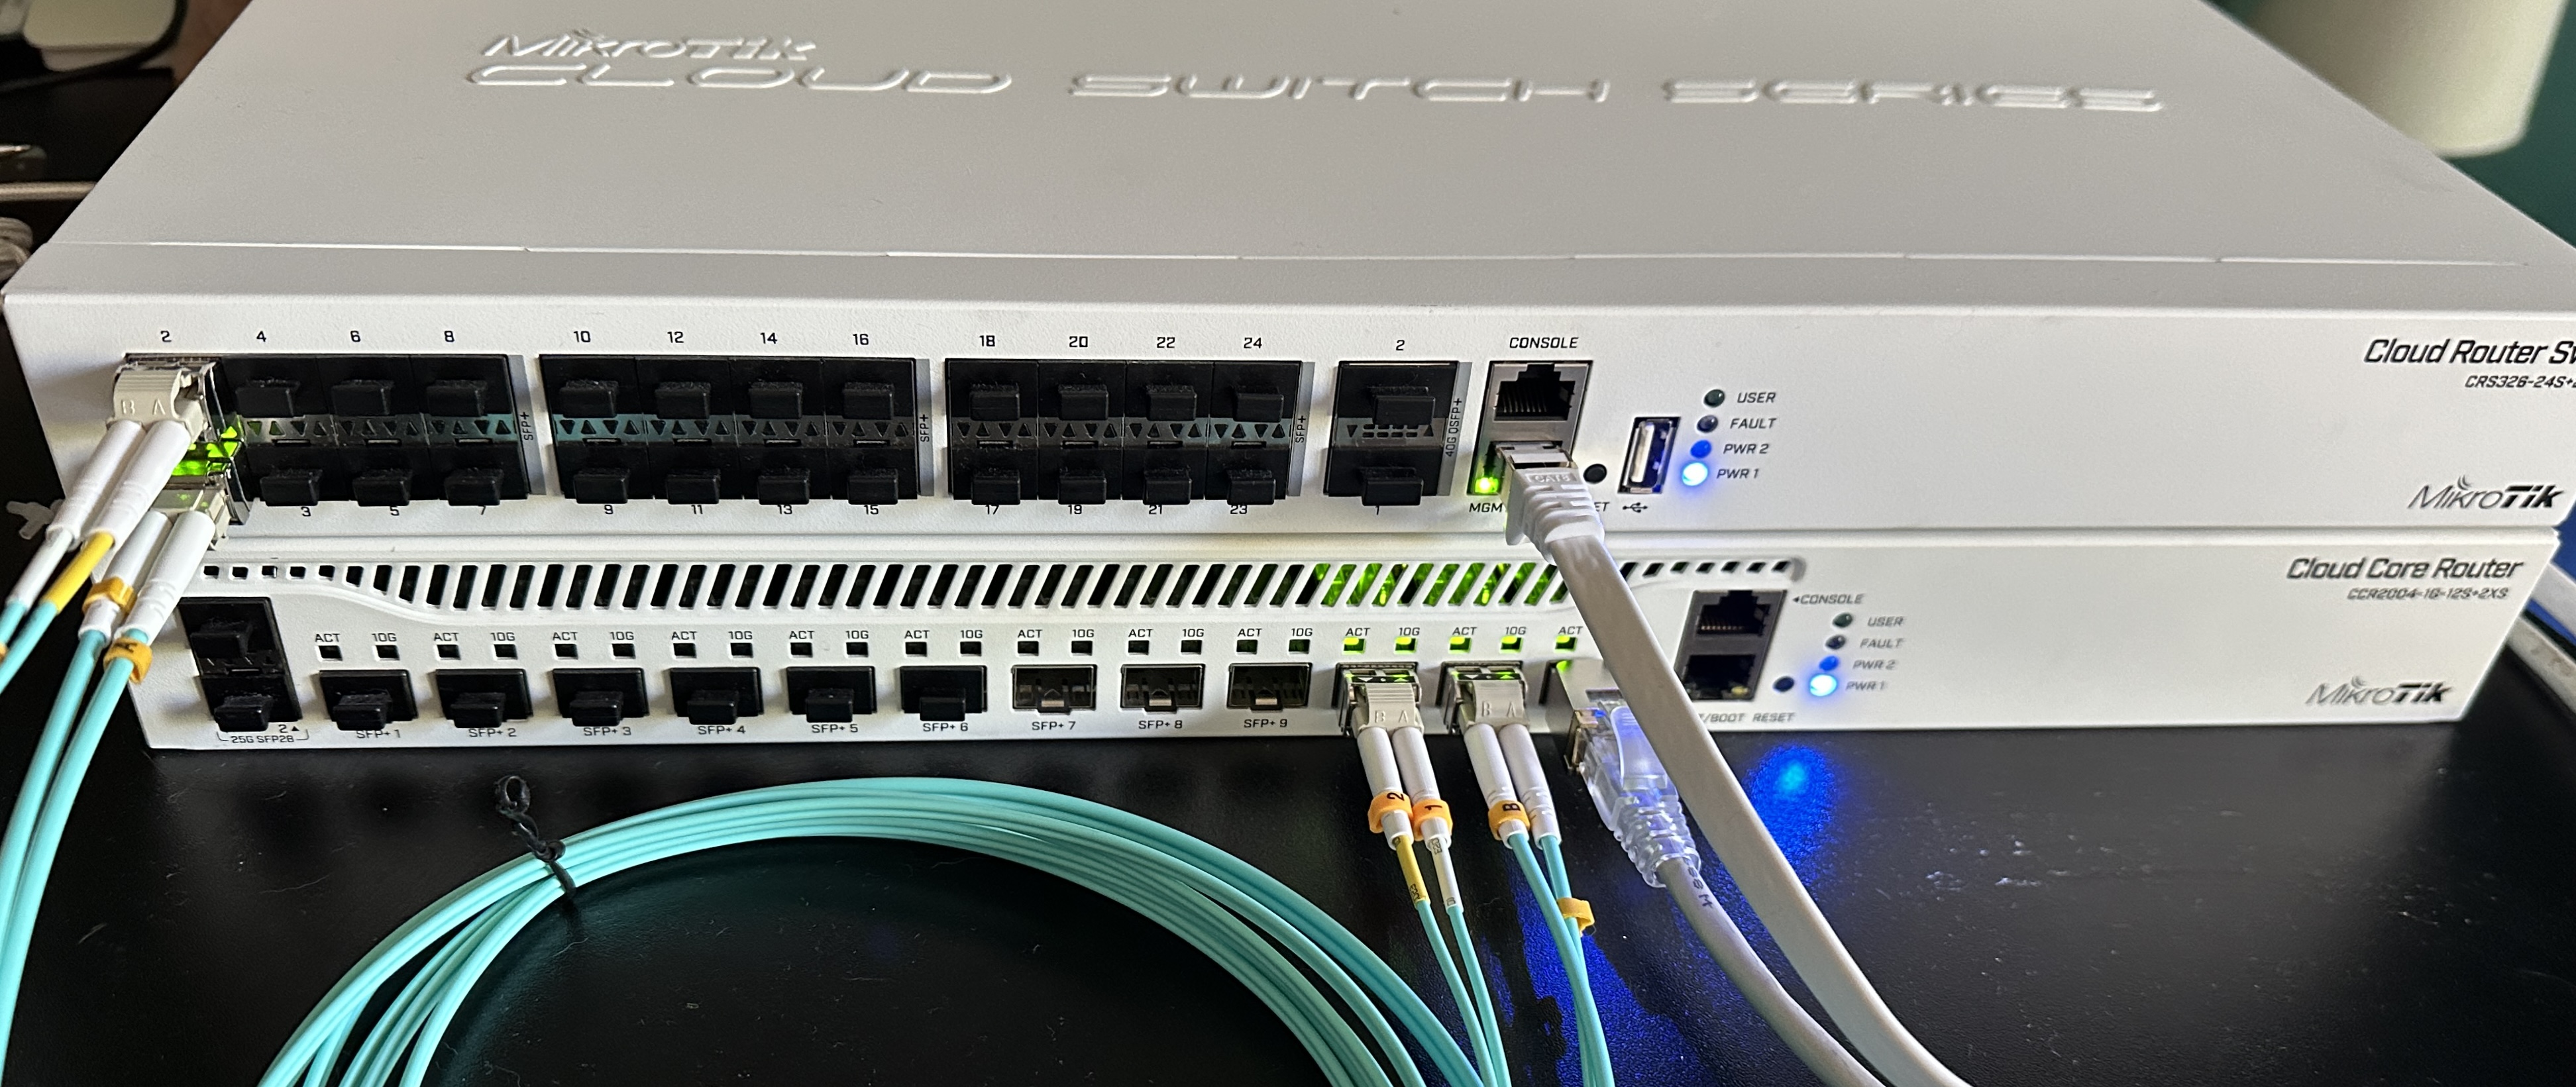 MikroTik
CLOUD SWITCH SERIES
2 4 6 8 10 12 14 16 18 20 22 24 2 CONSOLE
Cloud Router
CRS326-24S+
USER
FAULT
PWR 2
PWR 1
B A
SFP+ SFP+ SFP+ 40G QSFP+
CAT8
3 5 7 9 11 13 15 17 19 21 23 1 MGM ET
MikroTik
Cloud Core Router
CCR2004-1G-12S+2XS
CONSOLE
USER
FAULT
PWR 2
PWR 1
ACT 10G ACT 10G ACT 10G ACT 10G ACT 10G ACT 10G ACT 10G ACT 10G ACT 10G ACT 10G ACT 10G ACT
A
B A B A
MikroTik
2
25G SFP28 SFP+ 1 SFP+ 2 SFP+ 3 SFP+ 4 SFP+ 5 SFP+ 6 SFP+ 7 SFP+ 8 SFP+ 9 T/BOOT RESET
2 1 B